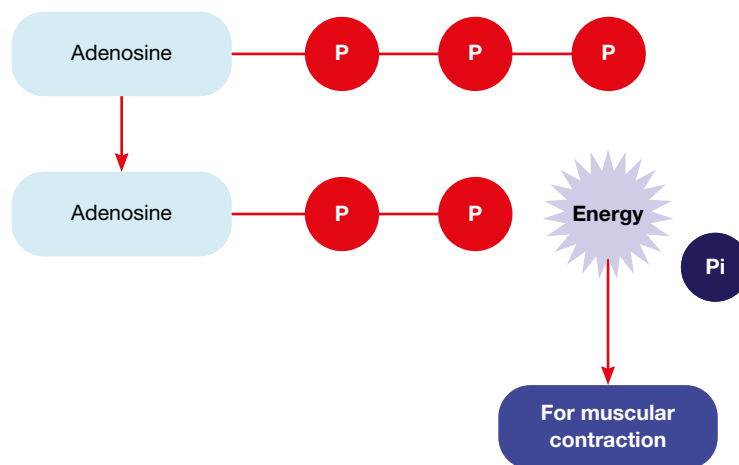 Adenosine P P P
Adenosine P P Energy
Pi
For muscular
contraction